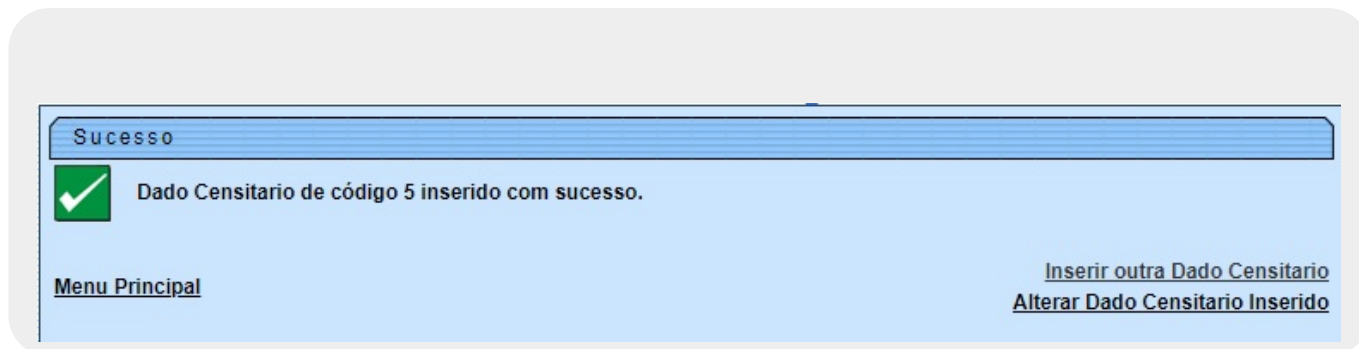 Sucesso
Dado Censitario de código 5 inserido com sucesso.
Menu Principal
Inserir outra Dado Censitario
Alterar Dado Censitario Inserido